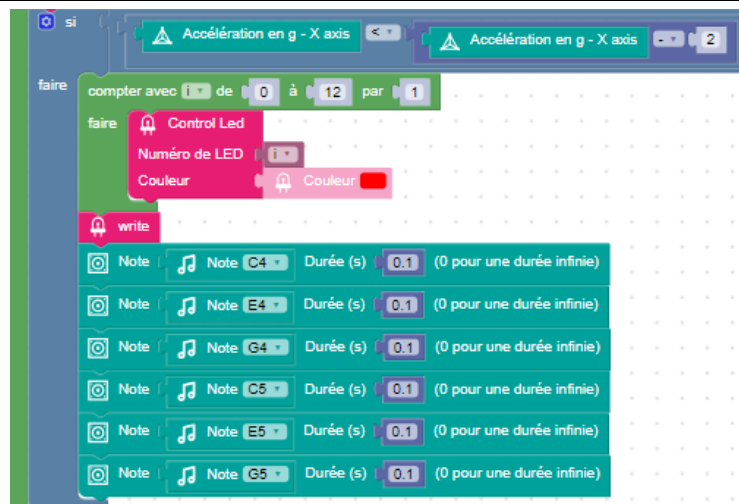 si Accélération en g - X axis < Accélération en g - X axis - 2
faire compter avec i de 0 à 12 par 1
faire Control Led
Numéro de LED i
Couleur Couleur
write
Note Note C4 Durée (s) 0.1 (0 pour une durée infinie)
Note Note E4 Durée (s) 0.1 (0 pour une durée infinie)
Note Note G4 Durée (s) 0.1 (0 pour une durée infinie)
Note Note C5 Durée (s) 0.1 (0 pour une durée infinie)
Note Note E5 Durée (s) 0.1 (0 pour une durée infinie)
Note Note G5 Durée (s) 0.1 (0 pour une durée infinie)